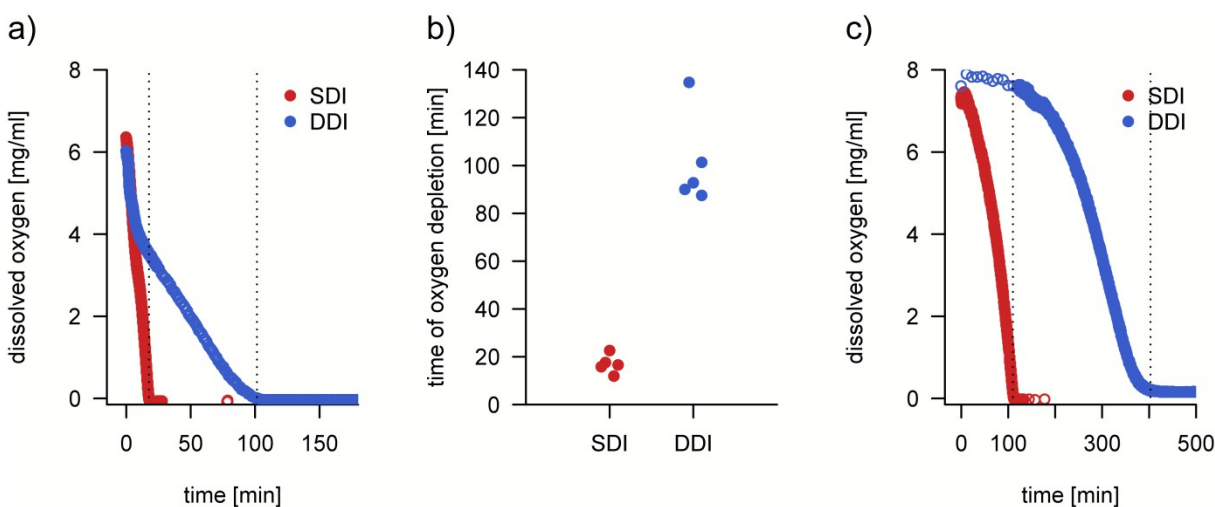 a)
dissolved oxygen [mg/ml]
8
6
4
2
0
SDI
DDI
0 50 100 150
time [min]
b)
time of oxygen depletion [min]
140
120
100
80
60
40
20
0
SDI DDI
c)
dissolved oxygen [mg/ml]
8
6
4
2
0
SDI
DDI
0 100 300 500
time [min]